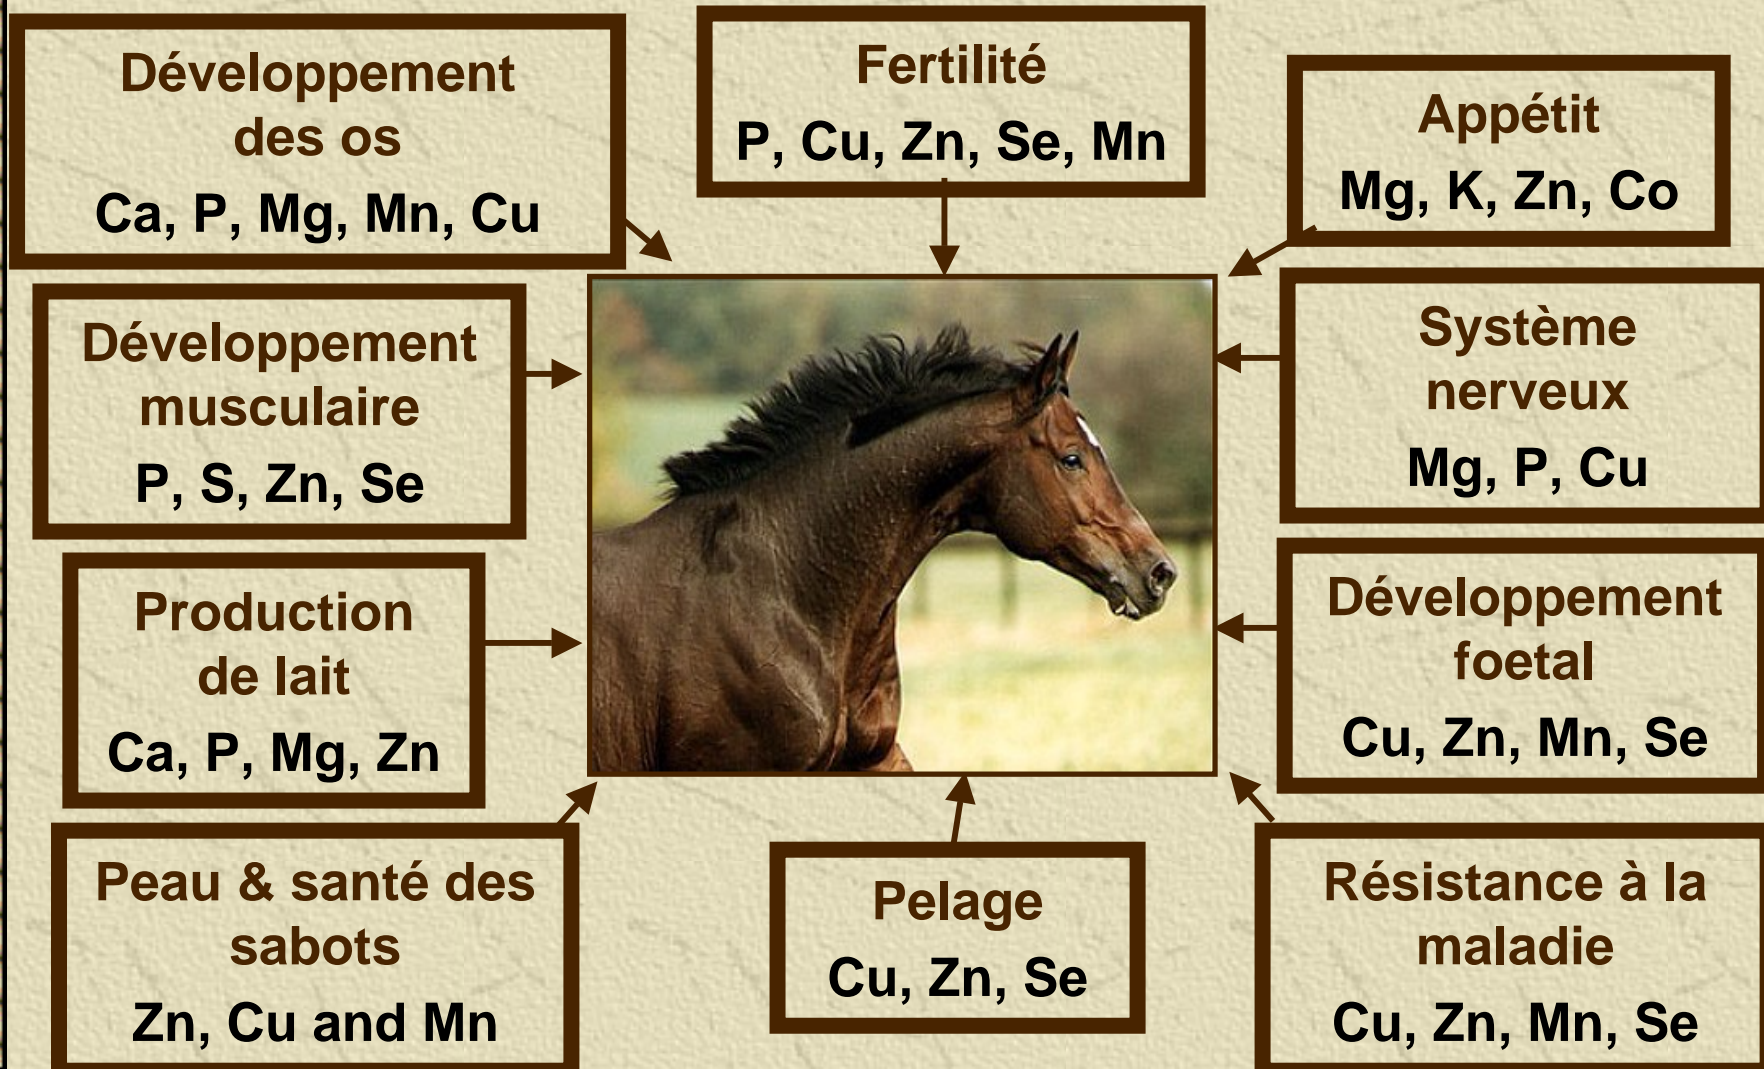 Développement
des os
Ca, P, Mg, Mn, Cu
Fertilité
P, Cu, Zn, Se, Mn
Appétit
Mg, K, Zn, Co
Développement
musculaire
P, S, Zn, Se
Système
nerveux
Mg, P, Cu
Production
de lait
Ca, P, Mg, Zn
Développement
foetal
Cu, Zn, Mn, Se
Peau & santé des
sabots
Zn, Cu and Mn
Pelage
Cu, Zn, Se
Résistance à la
maladie
Cu, Zn, Mn, Se